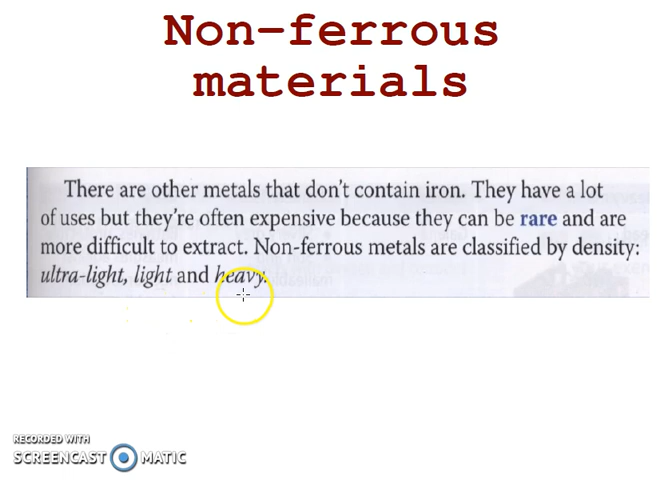 Non-ferrous
materials
There are other metals that don't contain iron. They have a lot
of uses but they're often expensive because they can be rare and are
more difficult to extract. Non-ferrous metals are classified by density:
ultra-light, light and heavy.
RECORDED WITH
SCREENCAST MATIC